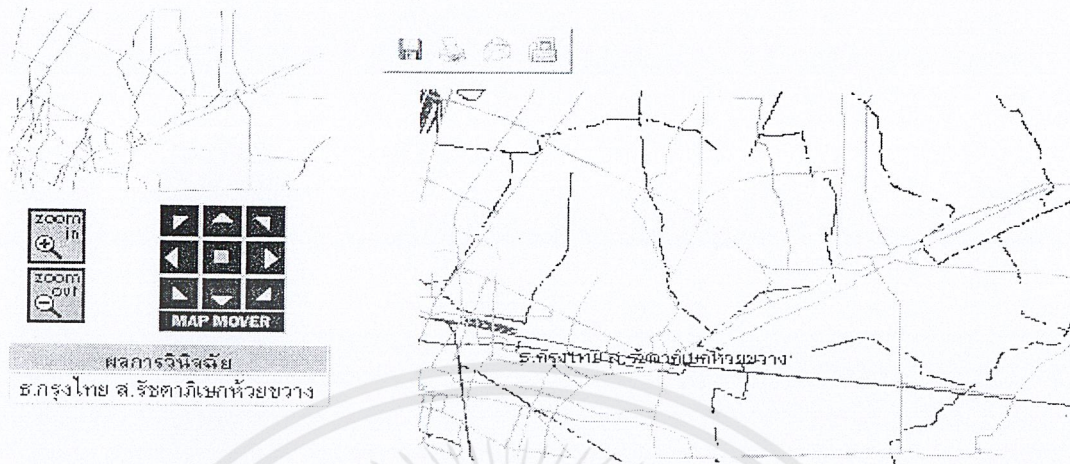 zoom
in
zoom
out
MAP MOVER
ผลการวินิจฉัย
ธ.กรุงไทย ส.รัชดาภิเษกห้วยขวาง
ธ.กรุงไทย ส.รัชดาภิเษกห้วยขวาง